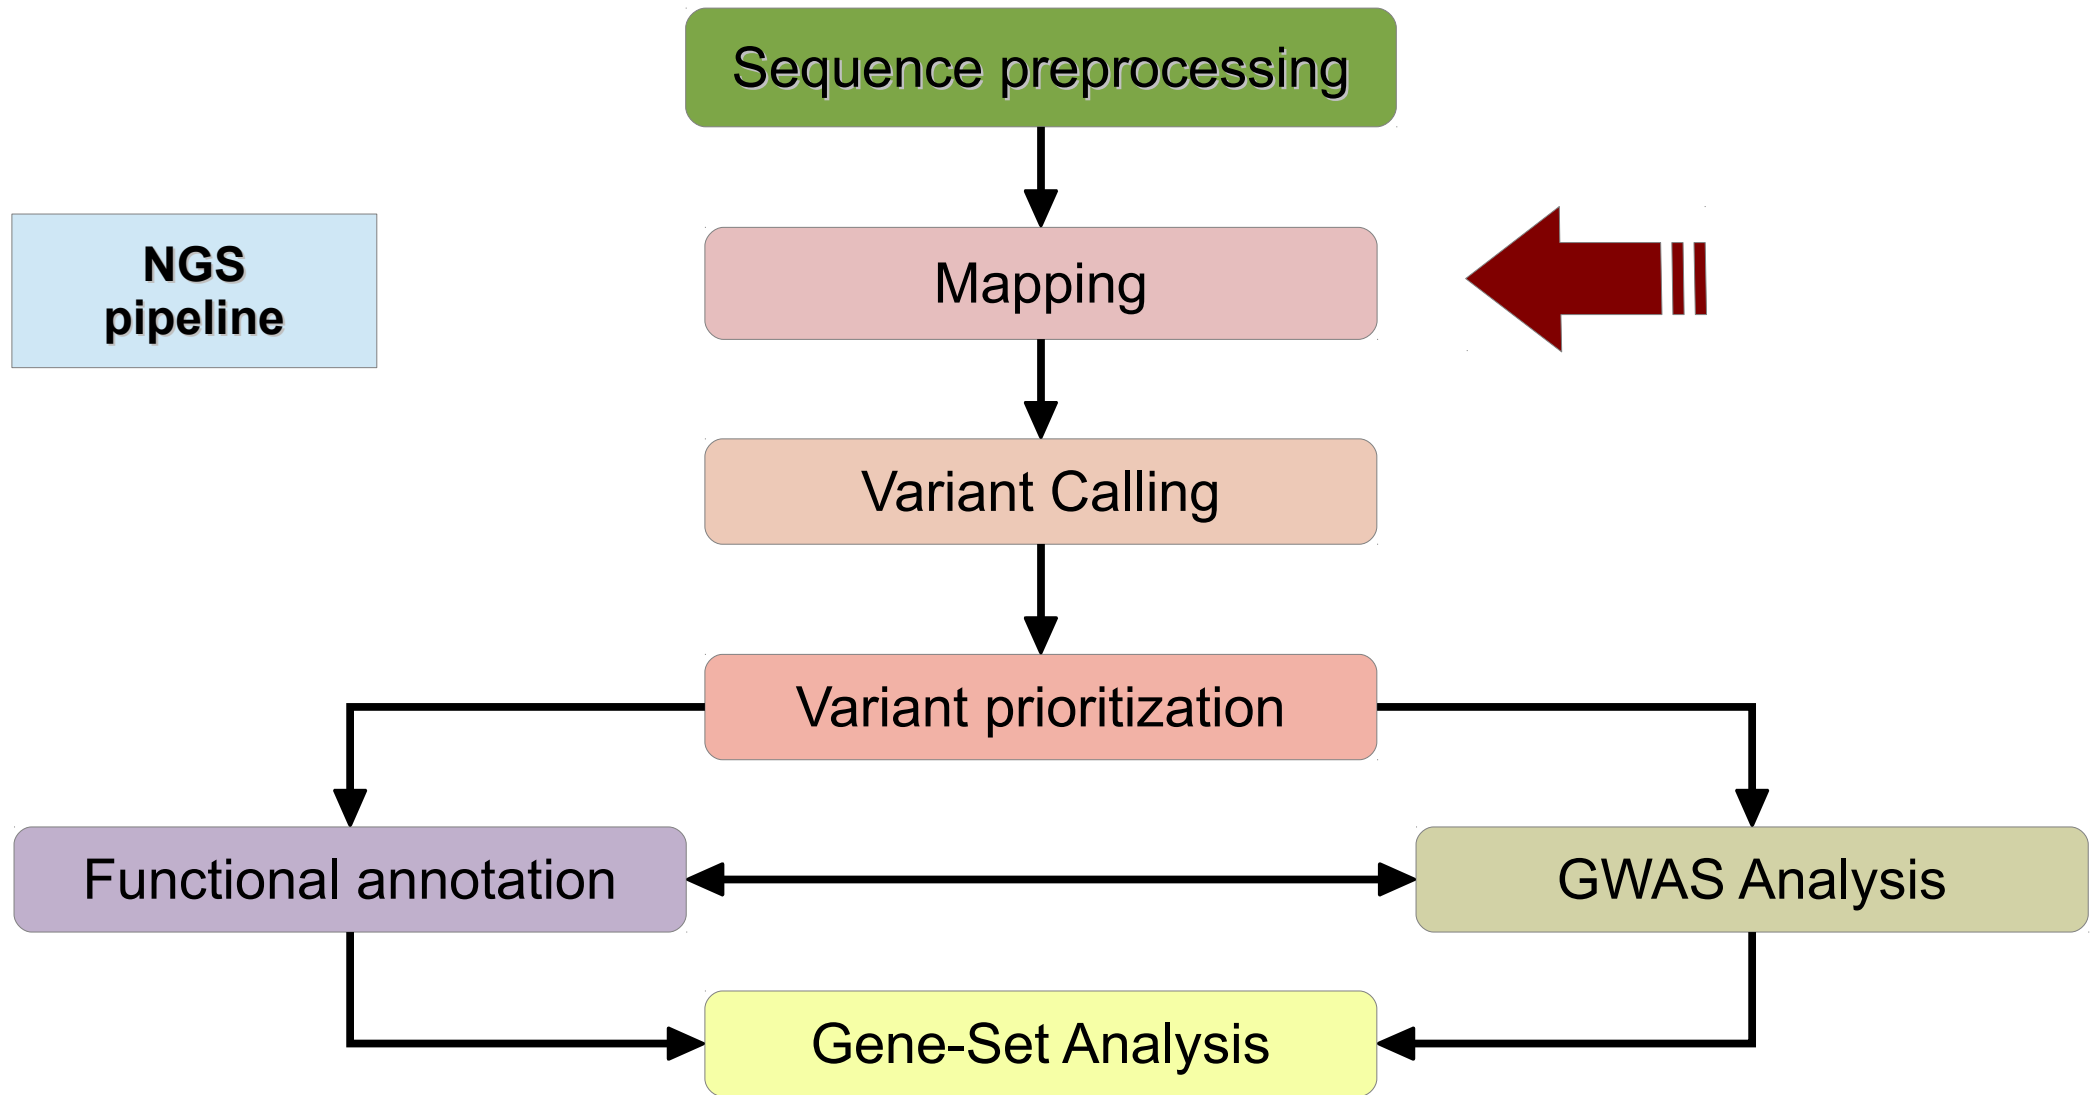 Sequence preprocessing
NGS
pipeline
Mapping
Variant Calling
Variant prioritization
Functional annotation
GWAS Analysis
Gene-Set Analysis